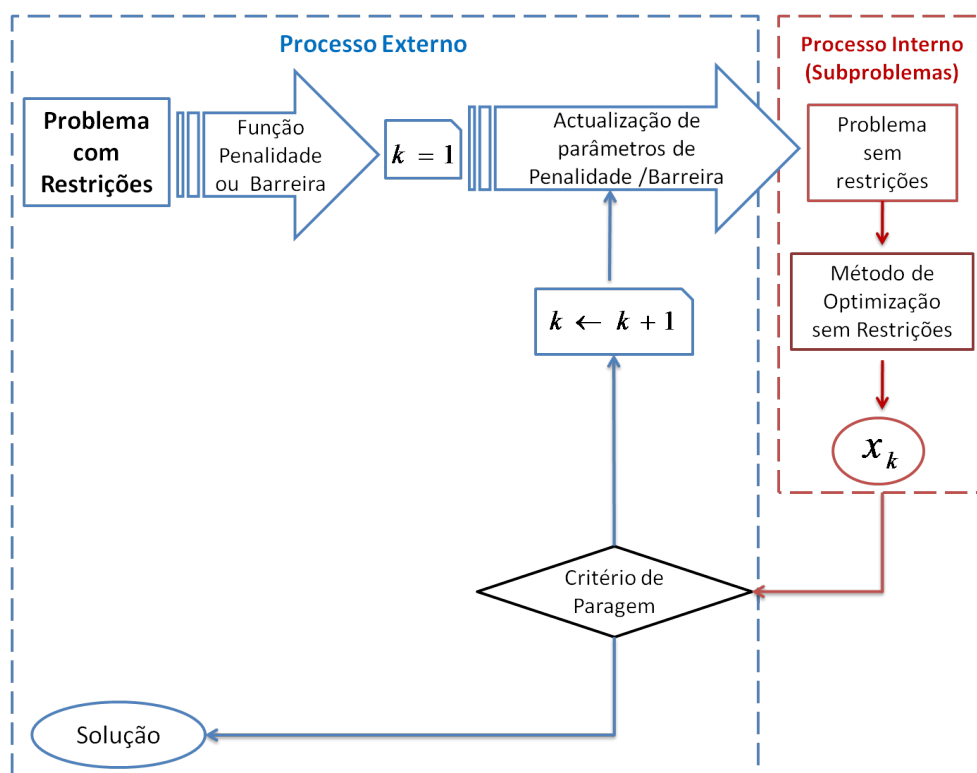 Processo Externo
Problema
com
Restrições
Função
Penalidade
ou Barreira
k = 1
Actualização de
parâmetros de
Penalidade /Barreira
Processo Interno
(Subproblemas)
Problema
sem
restrições
Método de
Optimização
sem Restrições
x_k
k ← k + 1
Critério de
Paragem
Solução